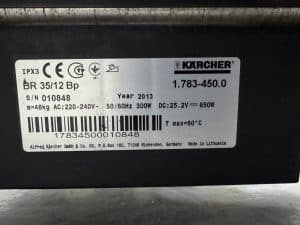 IPX3 CE
KÄRCHER
BR 35/12 Bp
Year 2013
1.783-450.0
S/N 010848
m=48kg AC:220-240V~ 50/60Hz 300W DC:25.2V 650W
T max=60°C
17834500010848
Alfred Kärcher GmbH & Co. KG, P.O.Box 160, 71349 Winnenden, Germany Made in Lithuania